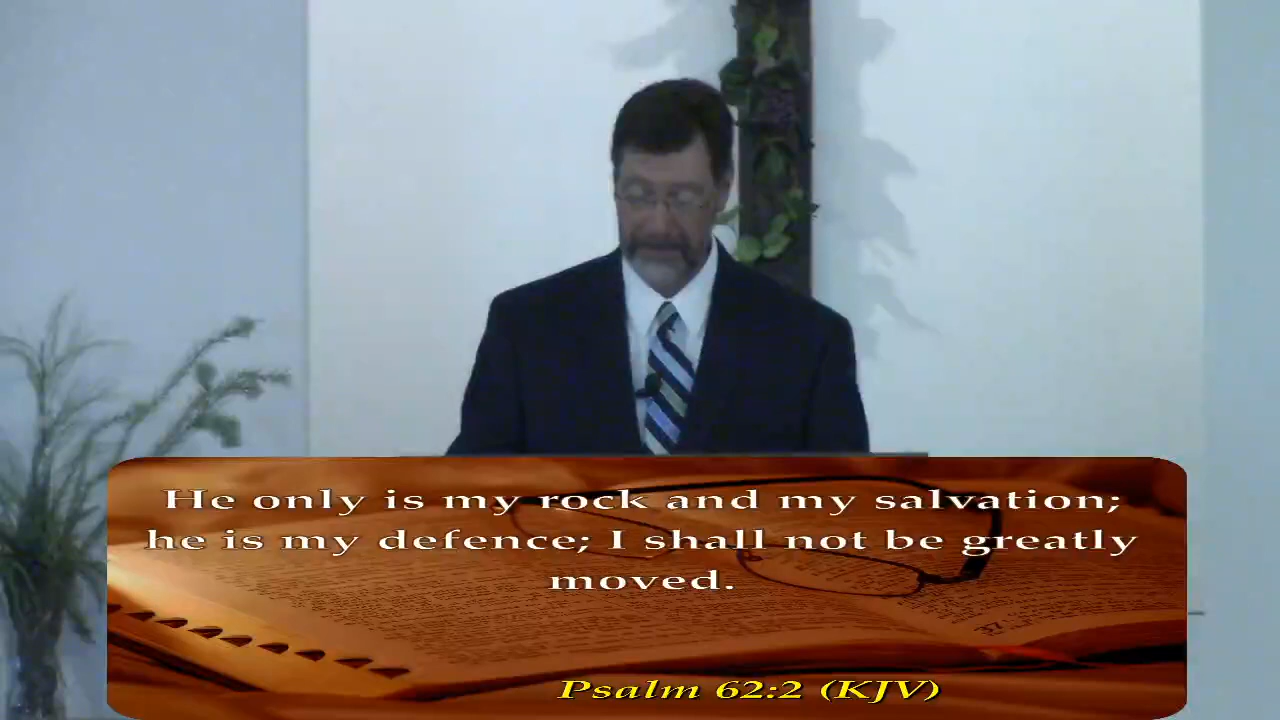 He only is my rock and my salvation;
he is my defence; I shall not be greatly
moved.
37
Psalm 62:2 (KJV)